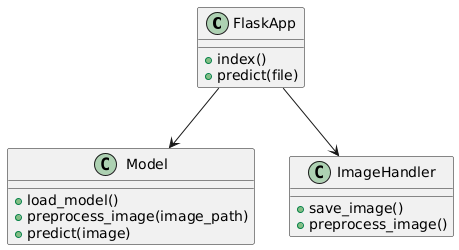 C FlaskApp
index()
predict(file)
C Model
load_model()
preprocess_image(image_path)
predict(image)
C ImageHandler
save_image()
preprocess_image()